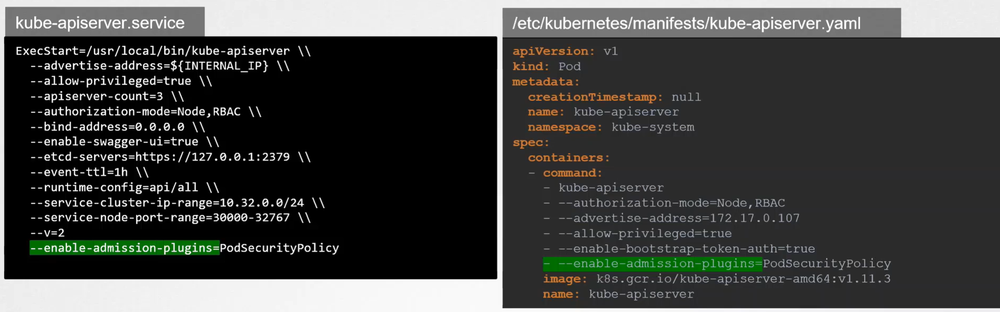 kube-apiserver.service
ExecStart=/usr/local/bin/kube-apiserver \\
  --advertise-address=${INTERNAL_IP} \\
  --allow-privileged=true \\
  --apiserver-count=3 \\
  --authorization-mode=Node,RBAC \\
  --bind-address=0.0.0.0 \\
  --enable-swagger-ui=true \\
  --etcd-servers=https://127.0.0.1:2379 \\
  --event-ttl=1h \\
  --runtime-config=api/all \\
  --service-cluster-ip-range=10.32.0.0/24 \\
  --service-node-port-range=30000-32767 \\
  --v=2
  --enable-admission-plugins=PodSecurityPolicy
/etc/kubernetes/manifests/kube-apiserver.yaml
apiVersion: v1
kind: Pod
metadata:
  creationTimestamp: null
  name: kube-apiserver
  namespace: kube-system
spec:
  containers:
  - command:
    - kube-apiserver
    - --authorization-mode=Node,RBAC
    - --advertise-address=172.17.0.107
    - --allow-privileged=true
    - --enable-bootstrap-token-auth=true
    - --enable-admission-plugins=PodSecurityPolicy
    image: k8s.gcr.io/kube-apiserver-amd64:v1.11.3
    name: kube-apiserver